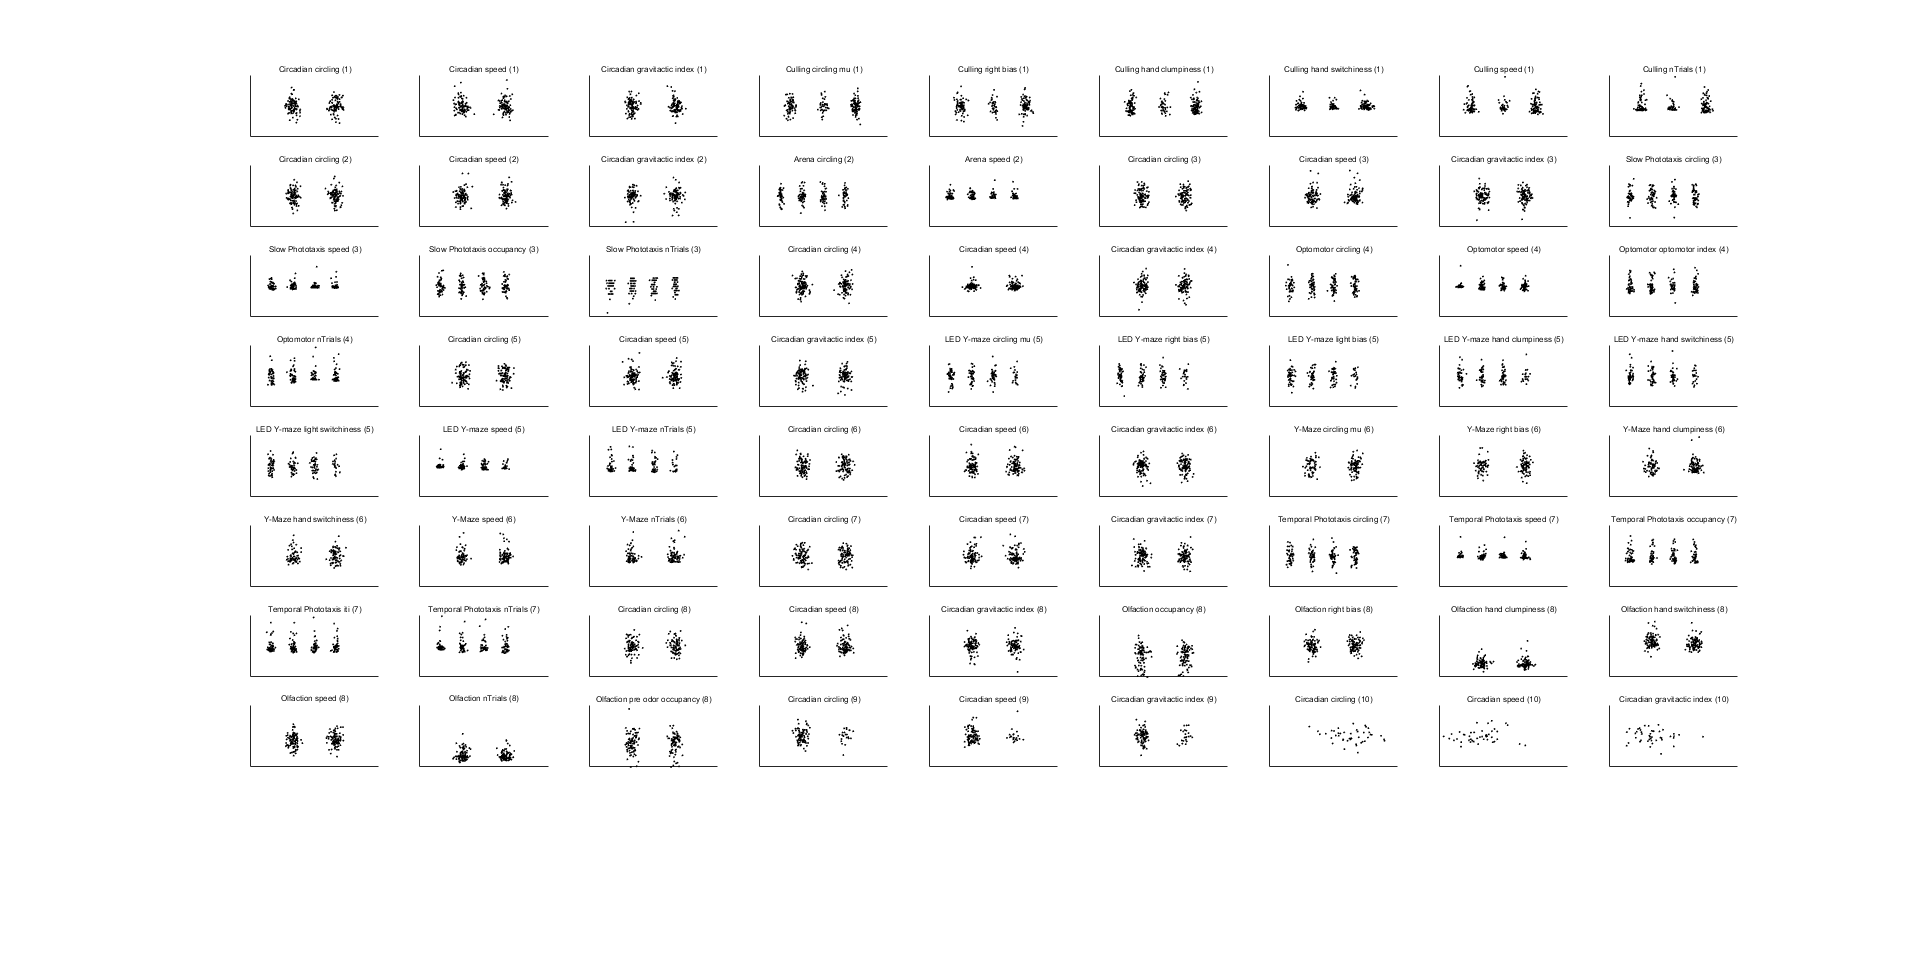 Circadian circling (1)
Circadian speed (1)
Circadian gravitactic index (1)
Culling circling mu (1)
Culling right bias (1)
Culling hand clumpiness (1)
Culling hand switchiness (1)
Culling speed (1)
Culling nTrials (1)
Circadian circling (2)
Circadian speed (2)
Circadian gravitactic index (2)
Arena circling (2)
Arena speed (2)
Circadian circling (3)
Circadian speed (3)
Circadian gravitactic index (3)
Slow Phototaxis circling (3)
Slow Phototaxis speed (3)
Slow Phototaxis occupancy (3)
Slow Phototaxis nTrials (3)
Circadian circling (4)
Circadian speed (4)
Circadian gravitactic index (4)
Optomotor circling (4)
Optomotor speed (4)
Optomotor optomotor index (4)
Optomotor nTrials (4)
Circadian circling (5)
Circadian speed (5)
Circadian gravitactic index (5)
LED Y-maze circling mu (5)
LED Y-maze right bias (5)
LED Y-maze light bias (5)
LED Y-maze hand clumpiness (5)
LED Y-maze hand switchiness (5)
LED Y-maze light switchiness (5)
LED Y-maze speed (5)
LED Y-maze nTrials (5)
Circadian circling (6)
Circadian speed (6)
Circadian gravitactic index (6)
Y-Maze circling mu (6)
Y-Maze right bias (6)
Y-Maze hand clumpiness (6)
Y-Maze hand switchiness (6)
Y-Maze speed (6)
Y-Maze nTrials (6)
Circadian circling (7)
Circadian speed (7)
Circadian gravitactic index (7)
Temporal Phototaxis circling (7)
Temporal Phototaxis speed (7)
Temporal Phototaxis occupancy (7)
Temporal Phototaxis iti (7)
Temporal Phototaxis nTrials (7)
Circadian circling (8)
Circadian speed (8)
Circadian gravitactic index (8)
Olfaction occupancy (8)
Olfaction right bias (8)
Olfaction hand clumpiness (8)
Olfaction hand switchiness (8)
Olfaction speed (8)
Olfaction nTrials (8)
Olfaction pre odor occupancy (8)
Circadian circling (9)
Circadian speed (9)
Circadian gravitactic index (9)
Circadian circling (10)
Circadian speed (10)
Circadian gravitactic index (10)